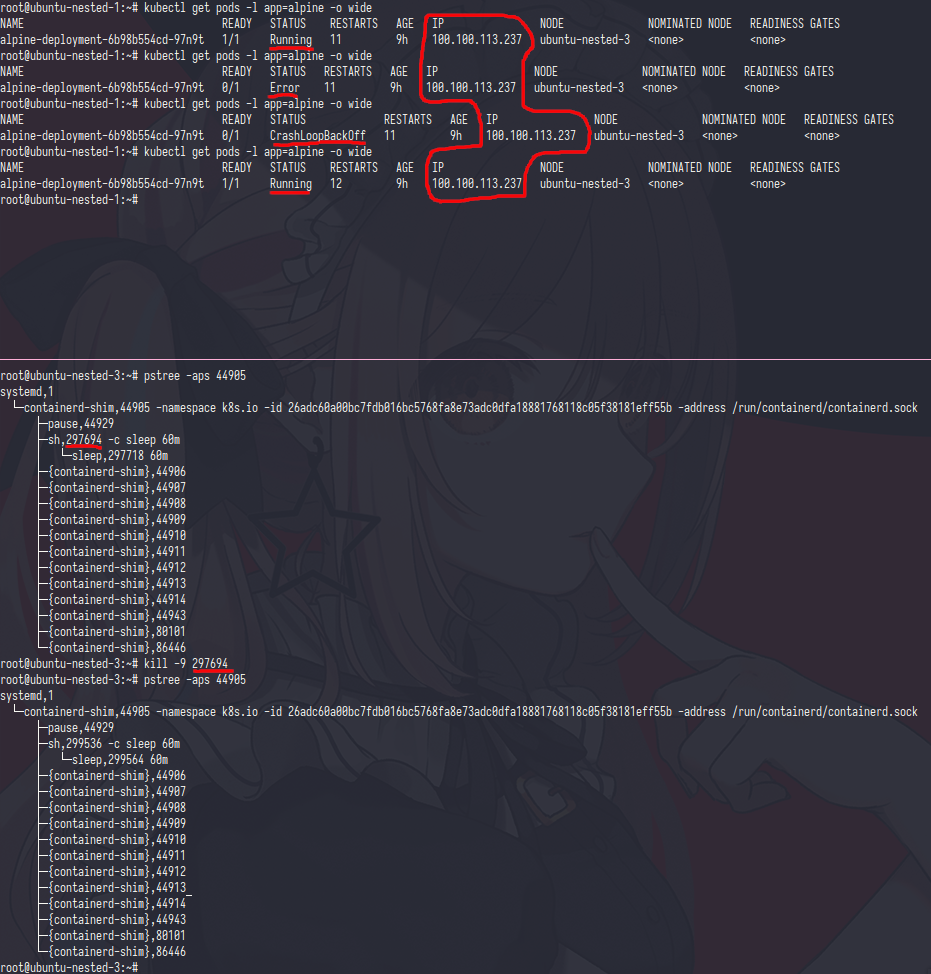 root@ubuntu-nested-1:~# kubectl get pods -l app=alpine -o wide
NAME READY STATUS RESTARTS AGE IP NODE NOMINATED NODE READINESS GATES
alpine-deployment-6b98b554cd-97n9t 1/1 Running 11 9h 100.100.113.237 ubuntu-nested-3 <none> <none>
root@ubuntu-nested-1:~# kubectl get pods -l app=alpine -o wide
NAME READY STATUS RESTARTS AGE IP NODE NOMINATED NODE READINESS GATES
alpine-deployment-6b98b554cd-97n9t 0/1 Error 11 9h 100.100.113.237 ubuntu-nested-3 <none> <none>
root@ubuntu-nested-1:~# kubectl get pods -l app=alpine -o wide
NAME READY STATUS RESTARTS AGE IP NODE NOMINATED NODE READINESS GATES
alpine-deployment-6b98b554cd-97n9t 0/1 CrashLoopBackOff 11 9h 100.100.113.237 ubuntu-nested-3 <none> <none>
root@ubuntu-nested-1:~# kubectl get pods -l app=alpine -o wide
NAME READY STATUS RESTARTS AGE IP NODE NOMINATED NODE READINESS GATES
alpine-deployment-6b98b554cd-97n9t 1/1 Running 12 9h 100.100.113.237 ubuntu-nested-3 <none> <none>
root@ubuntu-nested-1:~#
root@ubuntu-nested-3:~# pstree -aps 44905
systemd,1
└─containerd-shim,44905 -namespace k8s.io -id 26adc60a00bc7fdb016bc5768fa8e73adc0dfa18881768118c05f38181eff55b -address /run/containerd/containerd.sock
├─pause,44929
├─sh,297694 -c sleep 60m
│ └─sleep,297718 60m
├─{containerd-shim},44906
├─{containerd-shim},44907
├─{containerd-shim},44908
├─{containerd-shim},44909
├─{containerd-shim},44910
├─{containerd-shim},44911
├─{containerd-shim},44912
├─{containerd-shim},44913
├─{containerd-shim},44914
├─{containerd-shim},44943
├─{containerd-shim},80101
└─{containerd-shim},86446
root@ubuntu-nested-3:~# kill -9 297694
root@ubuntu-nested-3:~# pstree -aps 44905
systemd,1
└─containerd-shim,44905 -namespace k8s.io -id 26adc60a00bc7fdb016bc5768fa8e73adc0dfa18881768118c05f38181eff55b -address /run/containerd/containerd.sock
├─pause,44929
├─sh,299536 -c sleep 60m
│ └─sleep,299564 60m
├─{containerd-shim},44906
├─{containerd-shim},44907
├─{containerd-shim},44908
├─{containerd-shim},44909
├─{containerd-shim},44910
├─{containerd-shim},44911
├─{containerd-shim},44912
├─{containerd-shim},44913
├─{containerd-shim},44914
├─{containerd-shim},44943
├─{containerd-shim},80101
└─{containerd-shim},86446
root@ubuntu-nested-3:~#